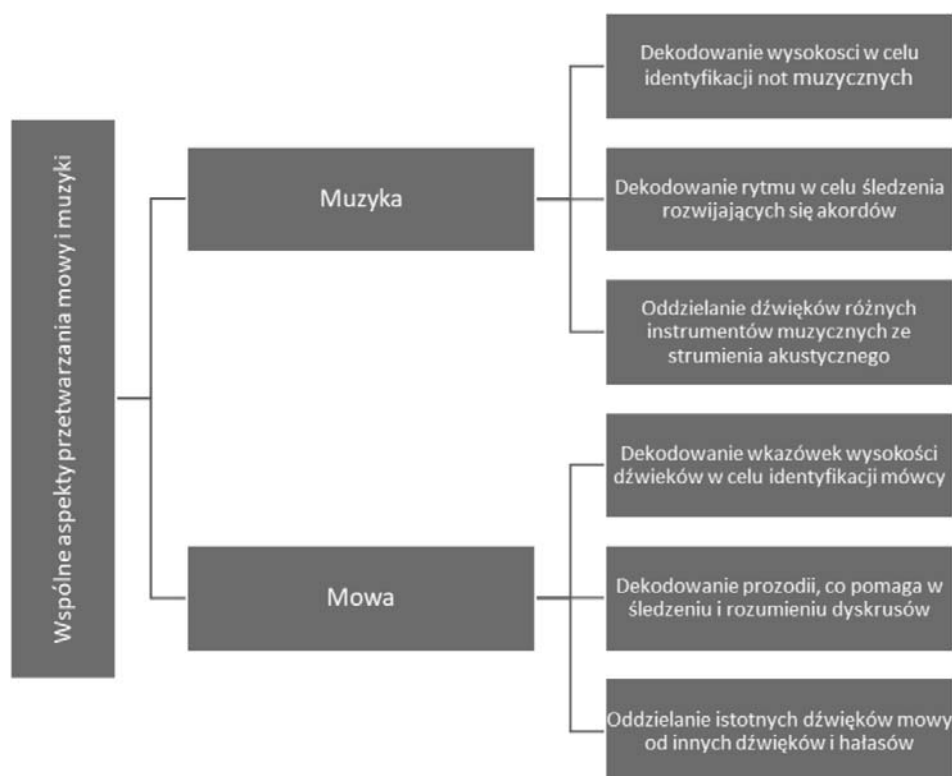 Wspólne aspekty przetwarzania mowy i muzyki
Muzyka
Dekodowanie wysokosci w celu
identyfikacji not muzycznych
Dekodowanie rytmu w celu śledzenia
rozwijających się akordów
Oddzielanie dźwięków różnych
instrumentów muzycznych ze
strumienia akustycznego
Mowa
Dekodowanie wkazówek wysokości
dźwieków w celu identyfikacji mówcy
Dekodowanie prozodii, co pomaga w
śledzeniu i rozumieniu dyskrusów
Oddzielanie istotnych dźwięków mowy
od innych dźwięków i hałasów